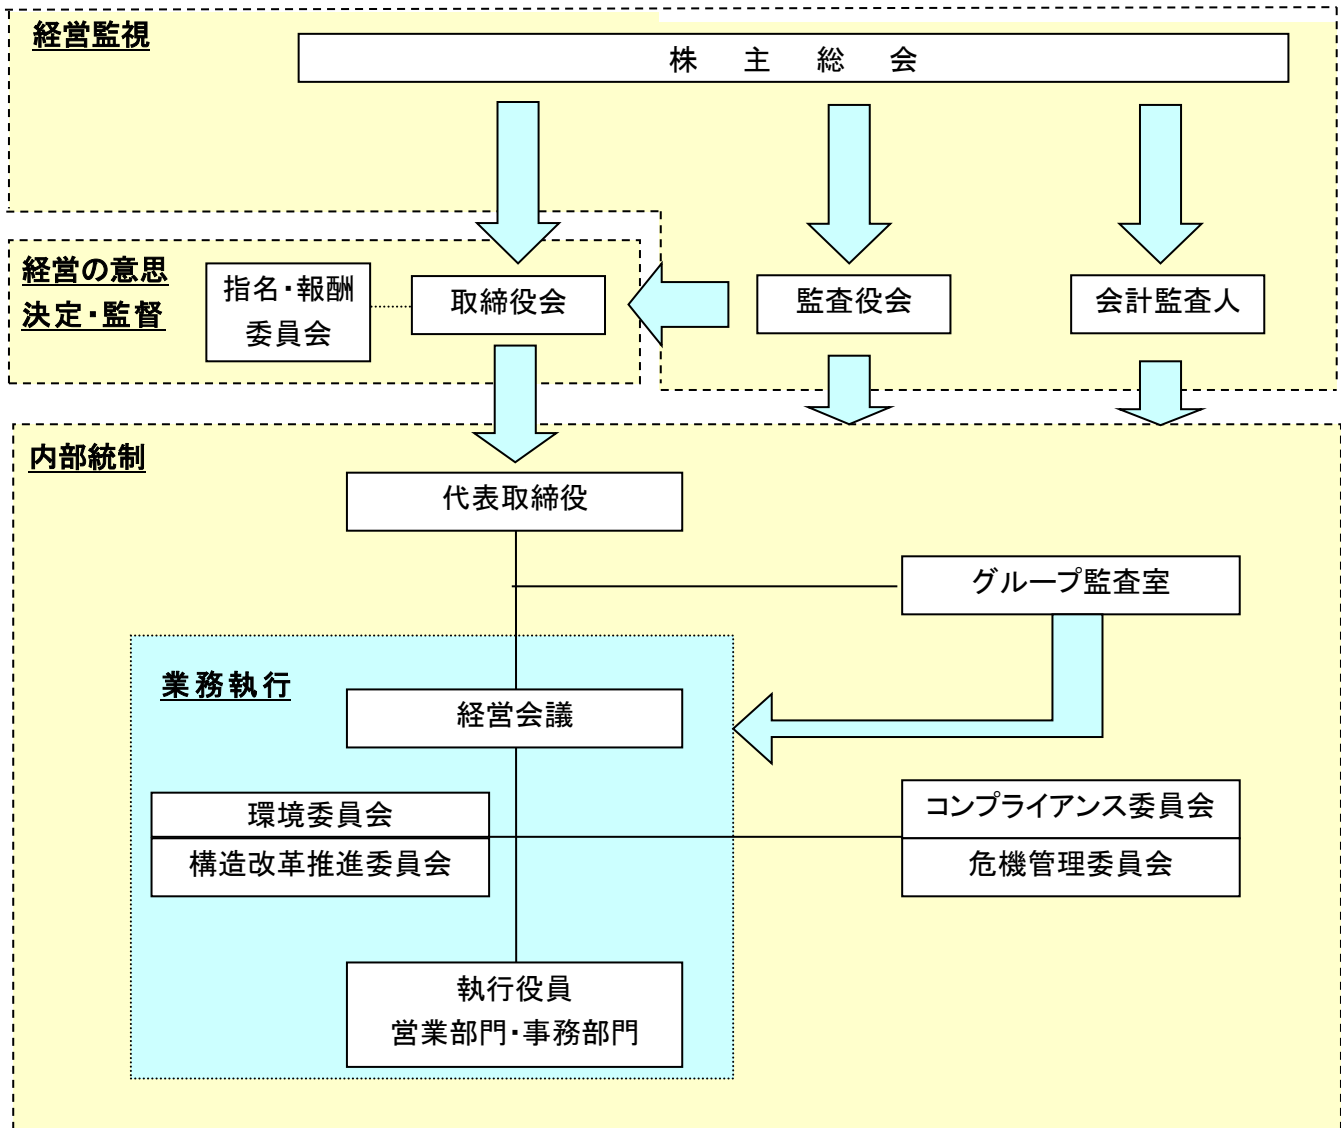 経営監視
株主総会
経営の意思
決定・監督
指名・報酬
委員会
取締役会
監査役会
会計監査人
内部統制
代表取締役
グループ監査室
業務執行
経営会議
環境委員会
構造改革推進委員会
コンプライアンス委員会
危機管理委員会
執行役員
営業部門・事務部門